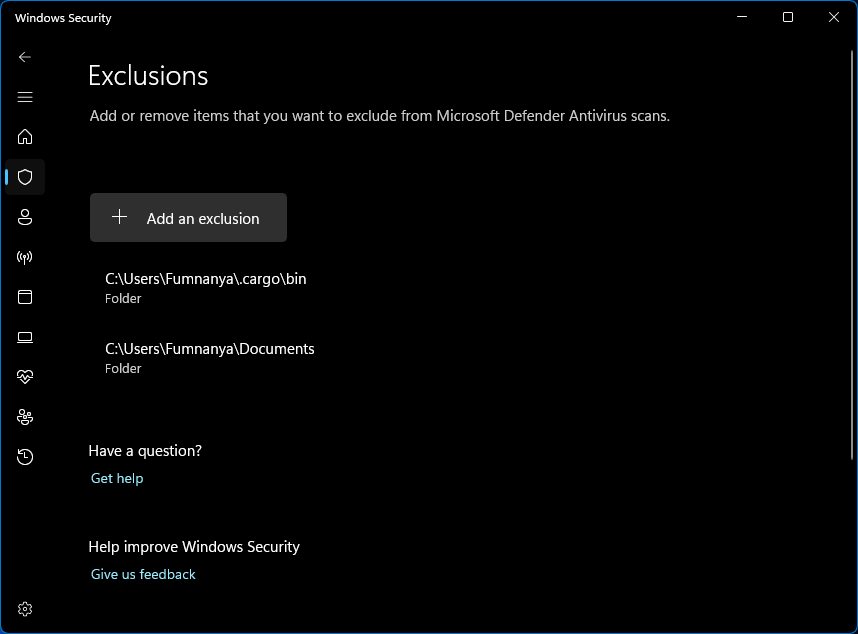 Windows Security
Exclusions
Add or remove items that you want to exclude from Microsoft Defender Antivirus scans.
Add an exclusion
C:\Users\Fumnanya\.cargo\bin
Folder
C:\Users\Fumnanya\Documents
Folder
Have a question?
Get help
Help improve Windows Security
Give us feedback